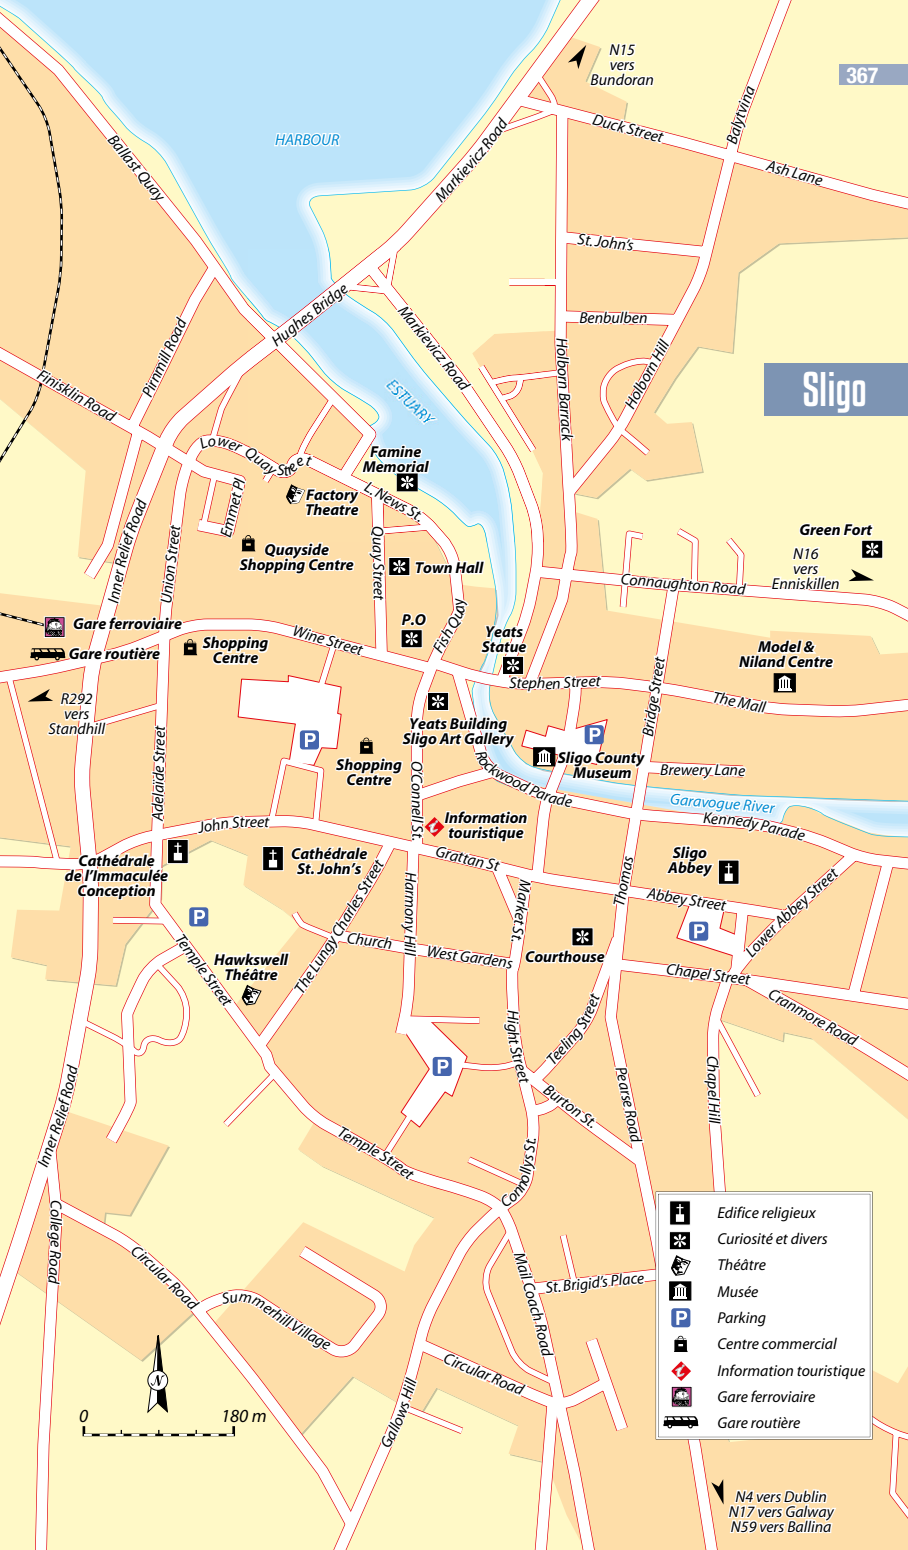 N15
vers
Bundoran
367
HARBOUR
Ballast Quay
Markievicz Road
Duck Street
Balytvina
Ash Lane
St. John's
Hughes Bridge
Benbulben
Pirnmill Road
Markievicz Road
Holborn Barrack
Holborn Hill
Finisklin Road
Sligo
ESTUARY
Lower Quay Street
Famine
Memorial
Emmet Pl
Factory
Theatre
L. News St.
Inner Relief Road
Union Street
Quayside
Shopping Centre
Quay Street
Town Hall
Green Fort
N16
vers
Enniskillen
Connaughton Road
Gare ferroviaire
Gare routière
Shopping
Centre
Wine Street
P.O
Fish Quay
Yeats
Statue
Model &
Niland Centre
Stephen Street
Bridge Street
The Mall
R292
vers
Standhill
Adelaide Street
P
Yeats Building
Sligo Art Gallery
P
Shopping
Centre
O'Connell St.
Rockwood Parade
Sligo County
Museum
Brewery Lane
Garavogue River
Kennedy Parade
John Street
Information
touristique
Cathédrale
de l'Immaculée
Conception
Cathédrale
St. John's
Grattan St
Sligo
Abbey
Thomas
Abbey Street
Lower Abbey Street
The Lungy Charles Street
Harmony Hill
Market St.
P
P
Temple Street
Church
West Gardens
Courthouse
Hawkswell
Théâtre
Chapel Street
Cranmore Road
Hight Street
Teeling Street
P
Inner Relief Road
Pearse Road
Chapel Hill
Burton St.
Temple Street
Connollys St.
College Road
Circular Road
Mail Coach Road
St. Brigid's Place
Summerhill Village
Circular Road
Gallows Hill
Edifice religieux
Curiosité et divers
Théâtre
Musée
P
Parking
Centre commercial
Information touristique
Gare ferroviaire
Gare routière
N
0
180 m
N4 vers Dublin
N17 vers Galway
N59 vers Ballina